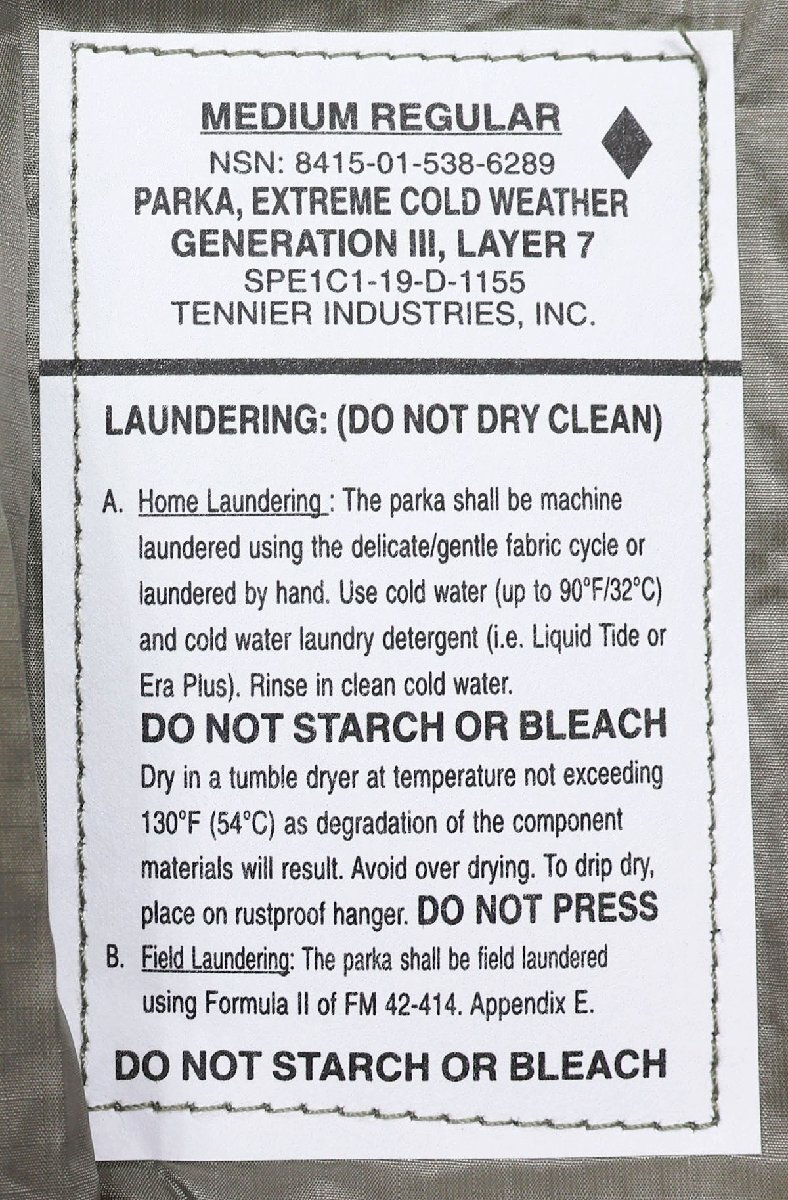 MEDIUM REGULAR
NSN: 8415-01-538-6289
PARKA, EXTREME COLD WEATHER
GENERATION III, LAYER 7
SPE1C1-19-D-1155
TENNIER INDUSTRIES, INC.
LAUNDERING: (DO NOT DRY CLEAN)
A. Home Laundering : The parka shall be machine
laundered using the delicate/gentle fabric cycle or
laundered by hand. Use cold water (up to 90°F/32°C)
and cold water laundry detergent (i.e. Liquid Tide or
Era Plus). Rinse in clean cold water.
DO NOT STARCH OR BLEACH
Dry in a tumble dryer at temperature not exceeding
130°F (54°C) as degradation of the component
materials will result. Avoid over drying. To drip dry,
place on rustproof hanger. DO NOT PRESS
B. Field Laundering: The parka shall be field laundered
using Formula II of FM 42-414. Appendix E.
DO NOT STARCH OR BLEACH